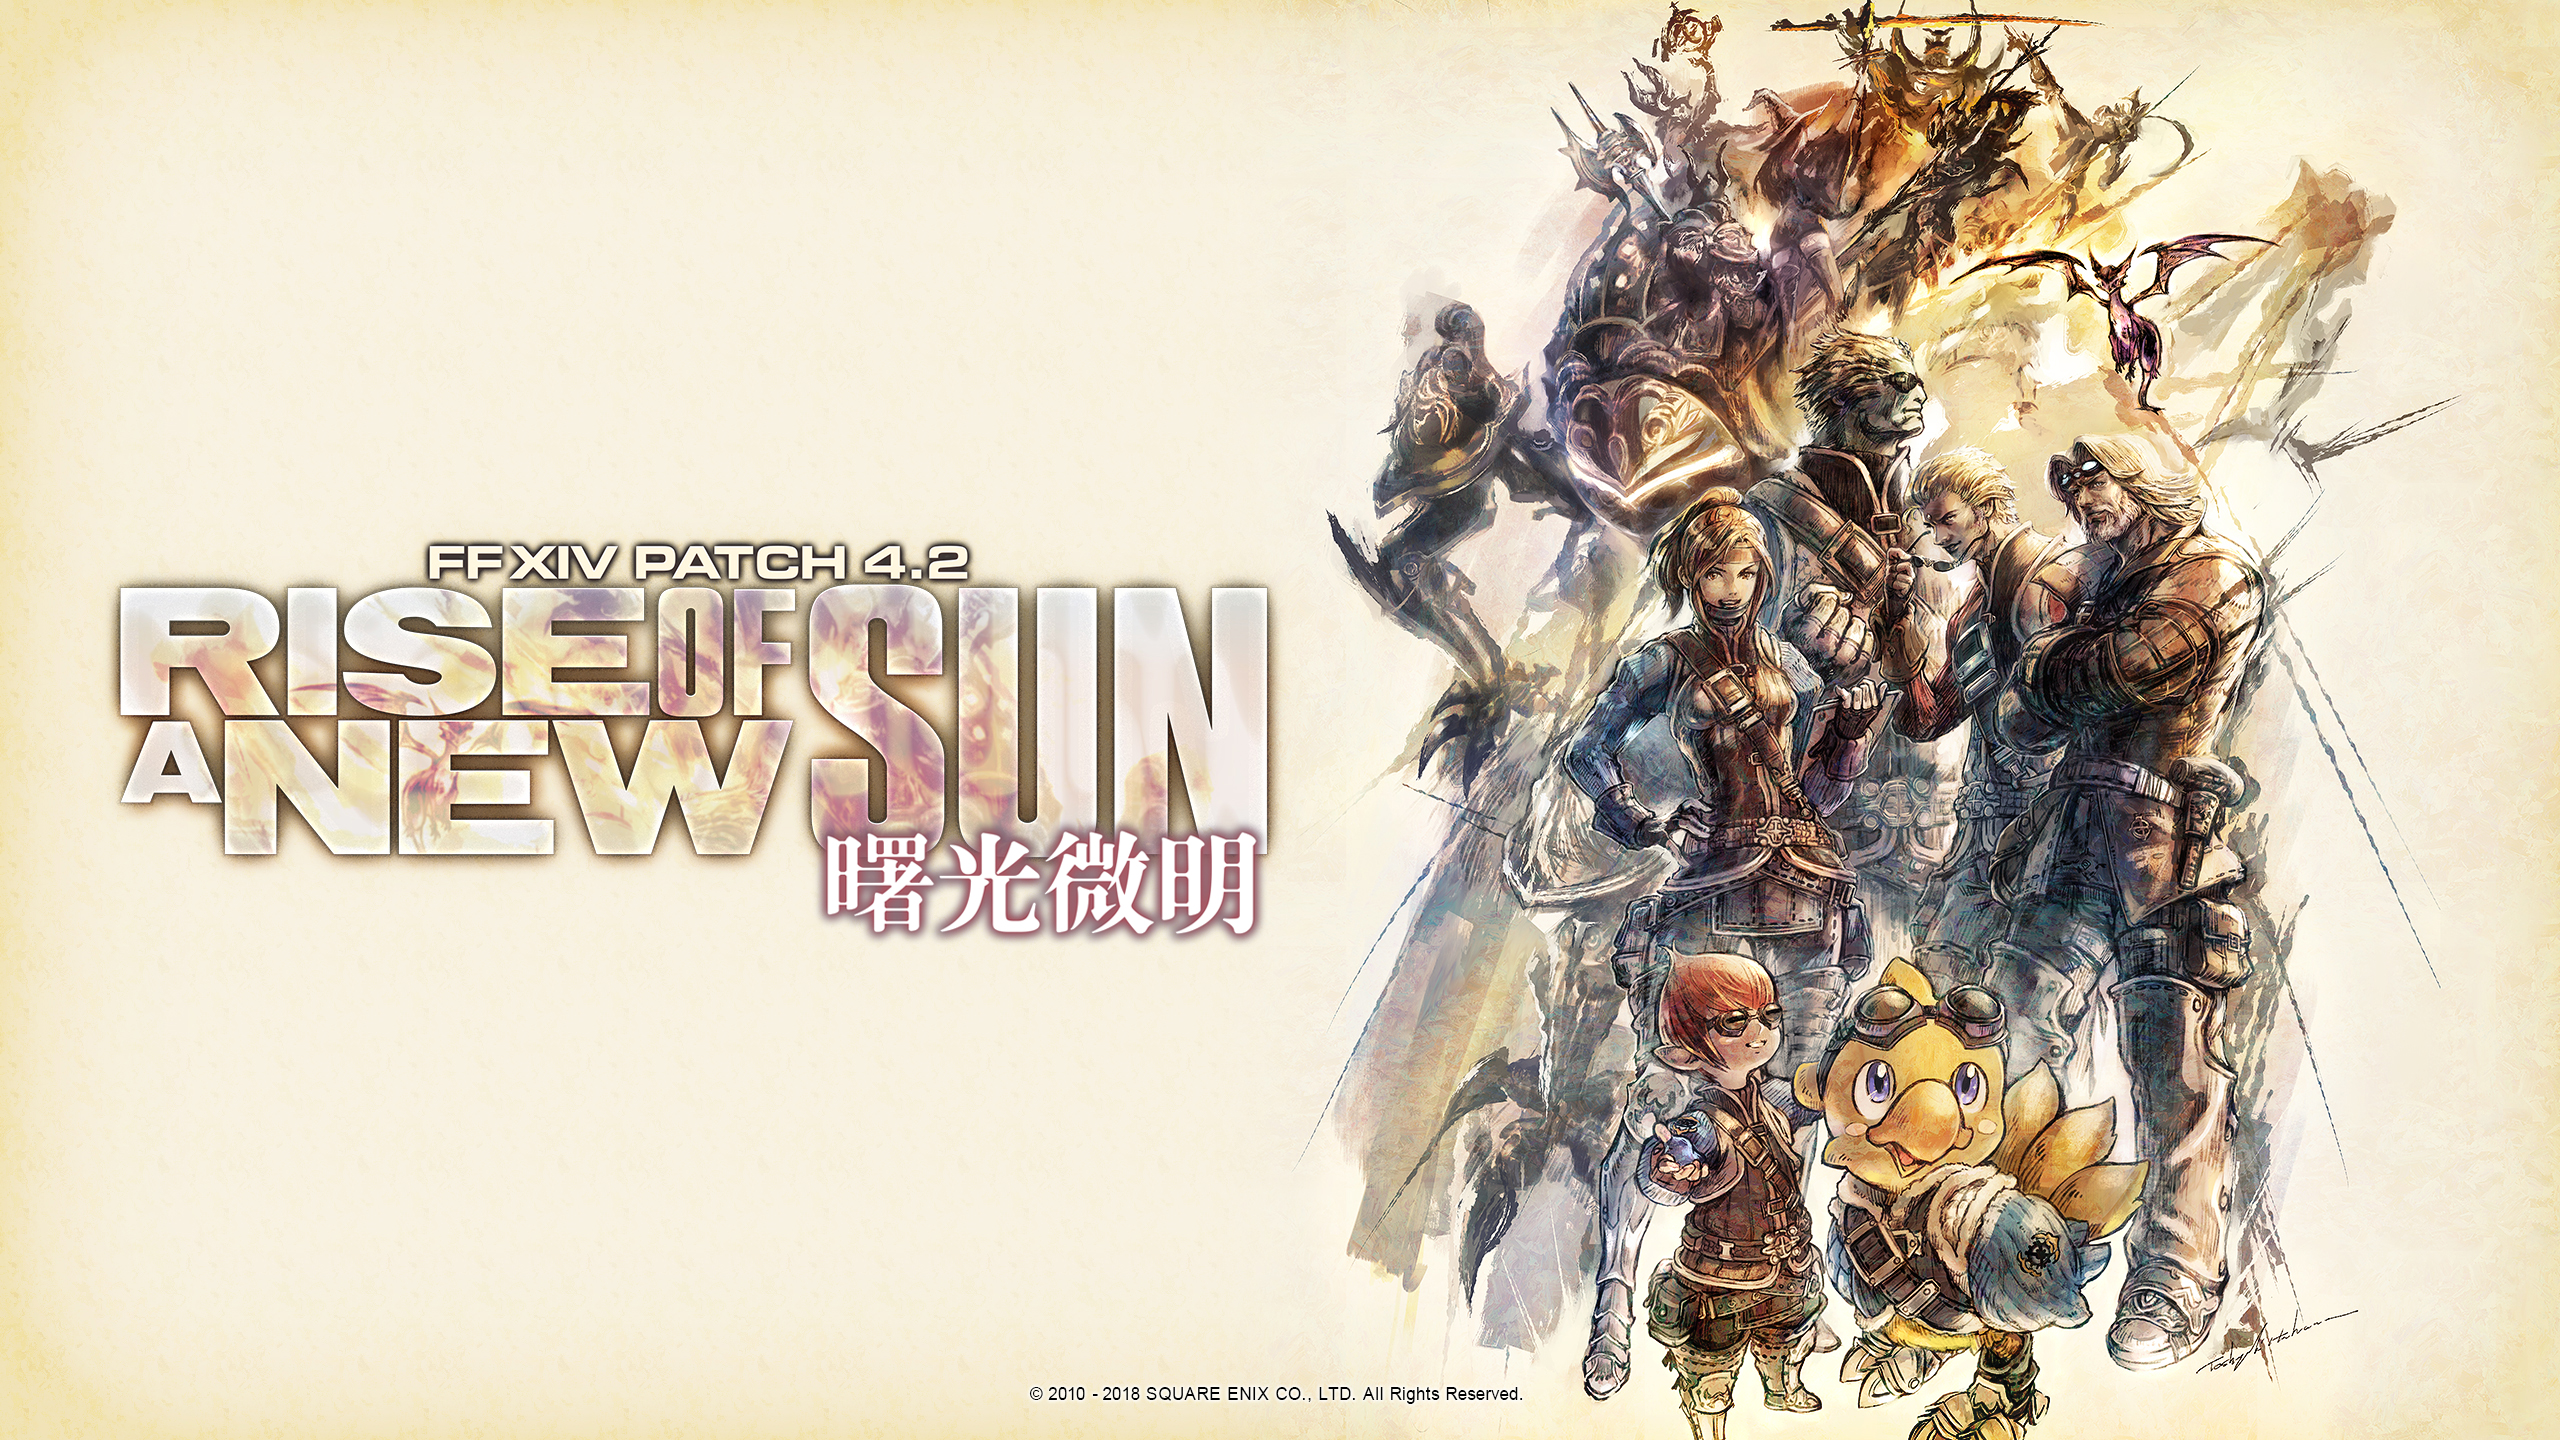 FFXIV PATCH 4.2
RISE OF
A NEW SUN
曙光微明
© 2010 - 2018 SQUARE ENIX CO., LTD. All Rights Reserved.